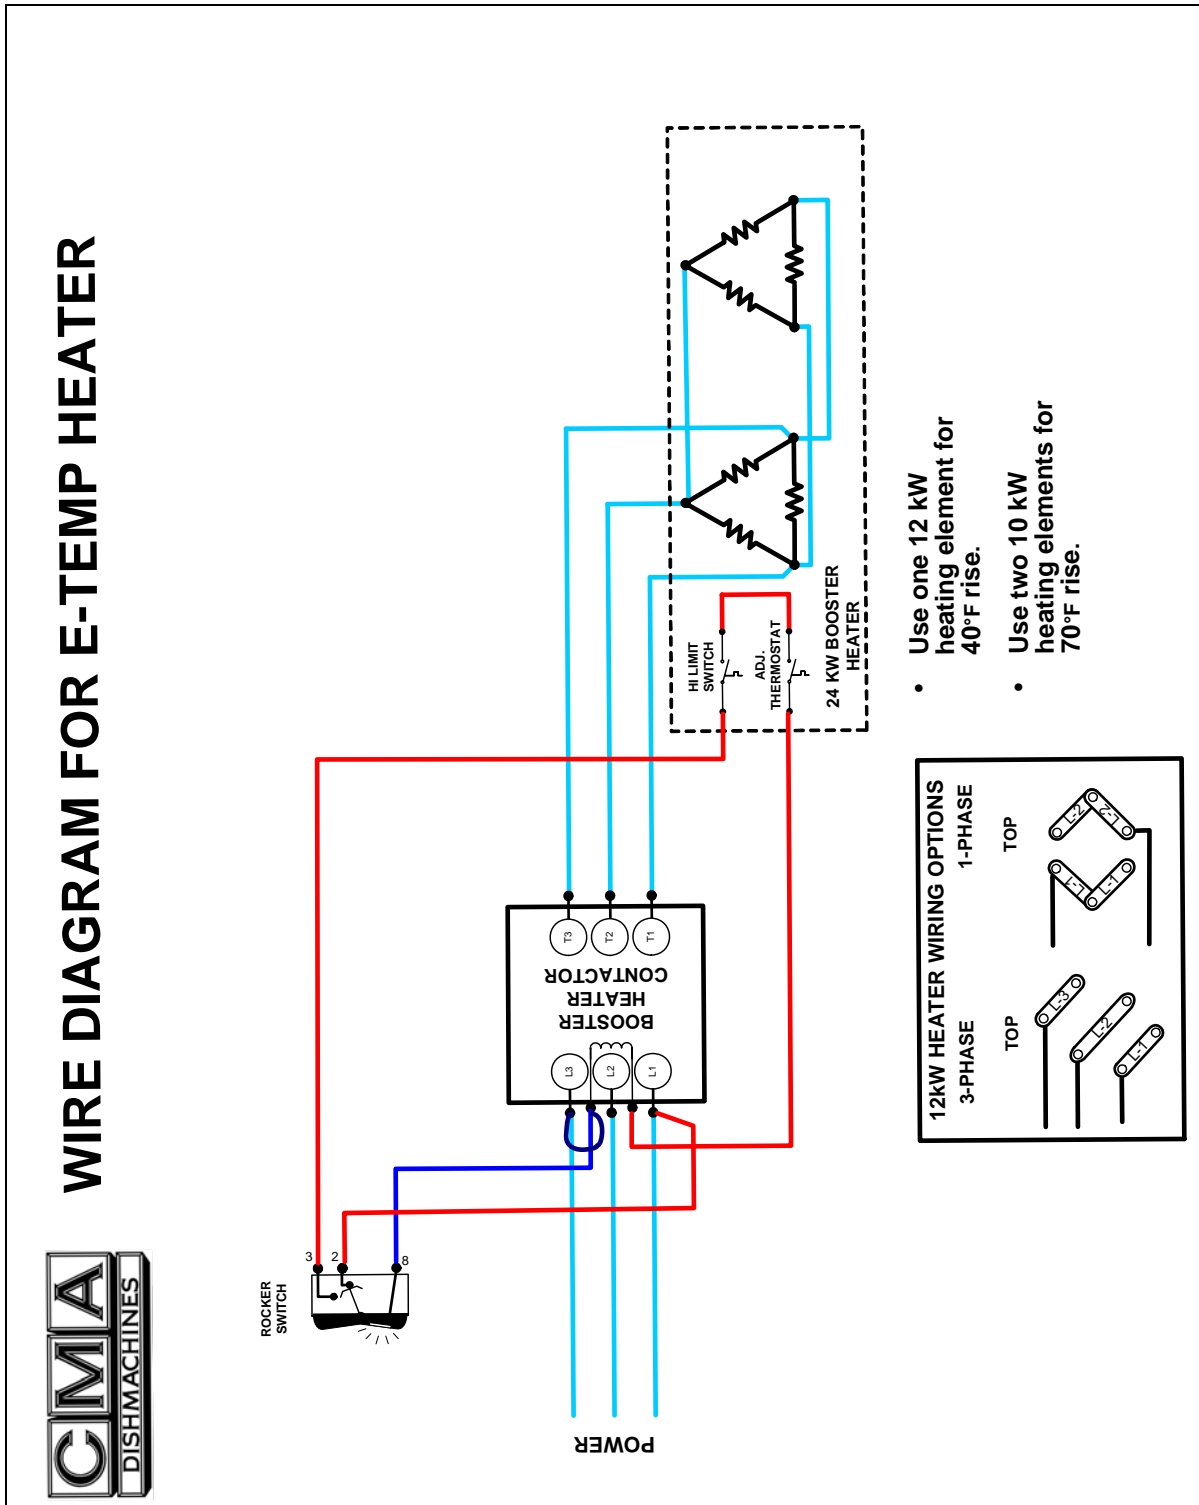 WIRE DIAGRAM FOR E-TEMP HEATER
CMA
DISHMACHINES
ROCKER
SWITCH
3
2
8
POWER
L3
L2
L1
BOOSTER
HEATER
CONTACTOR
T3
T2
T1
HI LIMIT
SWITCH
ADJ.
THERMOSTAT
24 KW BOOSTER
HEATER
• Use one 12 kW
heating element for
40°F rise.
• Use two 10 kW
heating elements for
70°F rise.
12kW HEATER WIRING OPTIONS
3-PHASE
1-PHASE
TOP
TOP
L-3
L-2
L-1
L-1
L-1
L-2
L-2